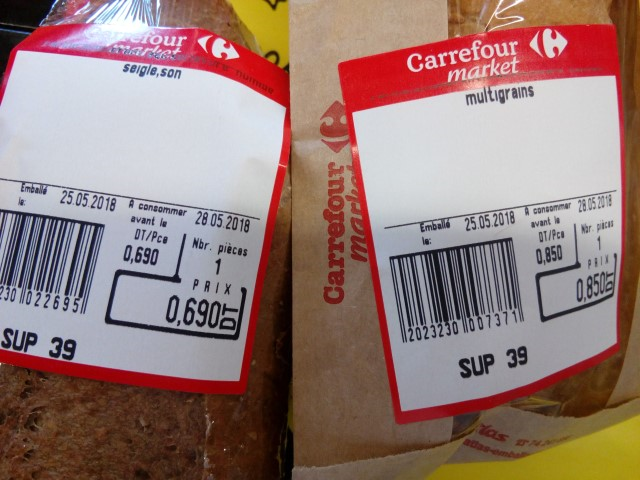 Carrefour
market
seigle,son
Emballé
le:
25.05.2018
A consommer
avant le
28.05.2018
DT/Pce
0,690
Nbr. pièces
1
PRIX
0,690 DT
230 022695
SUP 39
Carrefour
market
Carrefour
market
multigrains
Emballé
le:
25.05.2018
A consommer
avant le
28.05.2018
DT/Pce
0,850
Nbr. pièces
1
PRIX
0,850 DT
2023230 007371
SUP 39